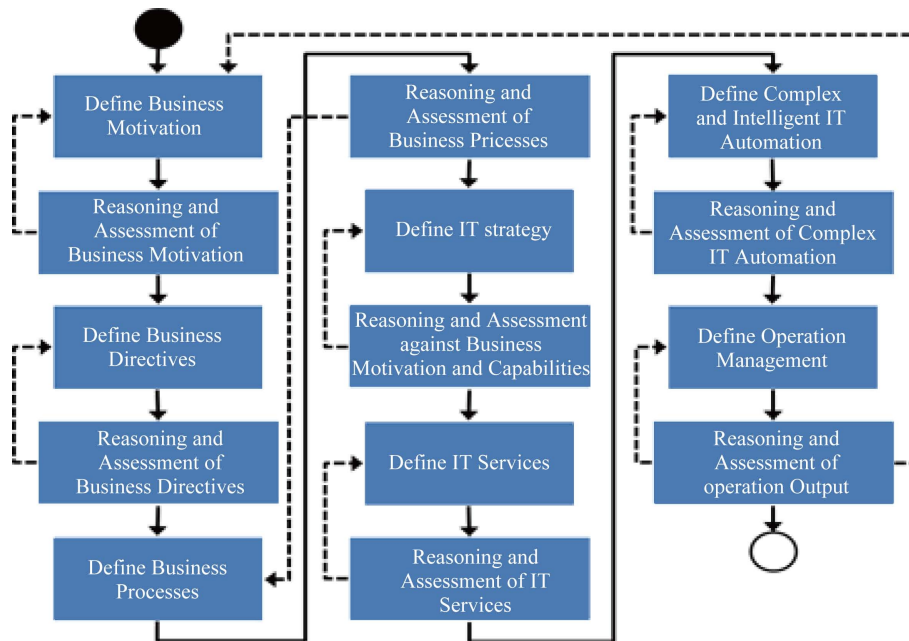 Define Business
Motivation
Reasoning and
Assessment of
Business Motivation
Define Business
Directives
Reasoning and
Assessment of
Business Directives
Define Business
Processes
Reasoning and
Assessment of
Business Pricesses
Define IT strategy
Reasoning and Assessment
against Business
Motivation and Capabilities
Define IT Services
Reasoning and
Assessment of IT
Services
Define Complex
and Intelligent IT
Automation
Reasoning and
Assessment of Complex
IT Automation
Define Operation
Management
Reasoning and
Assessment of
operation Output